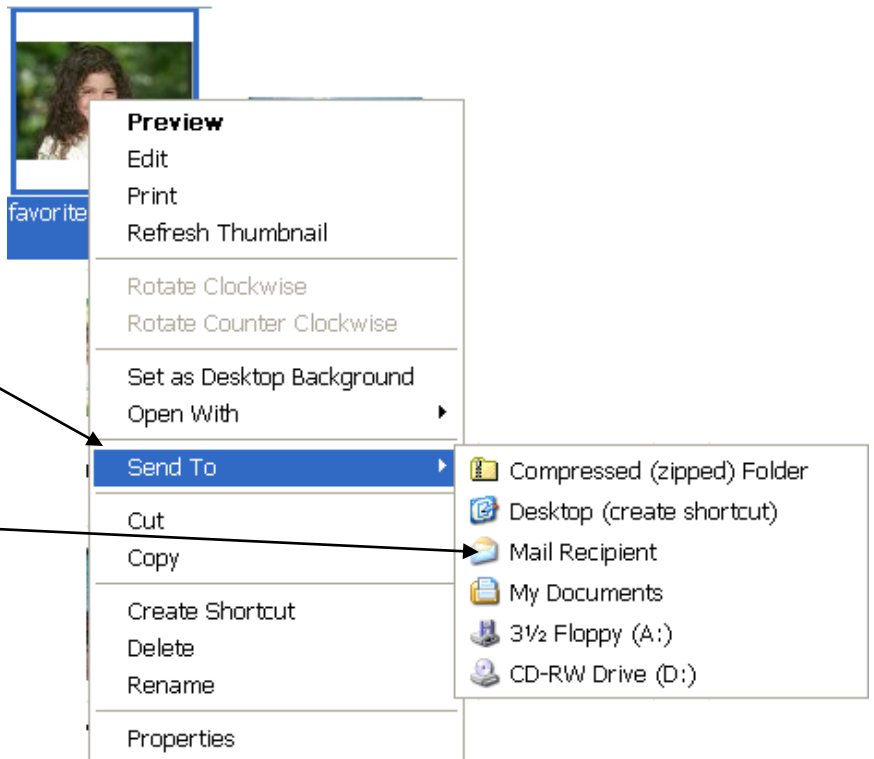 favorite
Preview
Edit
Print
Refresh Thumbnail
Rotate Clockwise
Rotate Counter Clockwise
Set as Desktop Background
Open With
Send To
Cut
Copy
Create Shortcut
Delete
Rename
Properties
Compressed (zipped) Folder
Desktop (create shortcut)
Mail Recipient
My Documents
3½ Floppy (A:)
CD-RW Drive (D:)